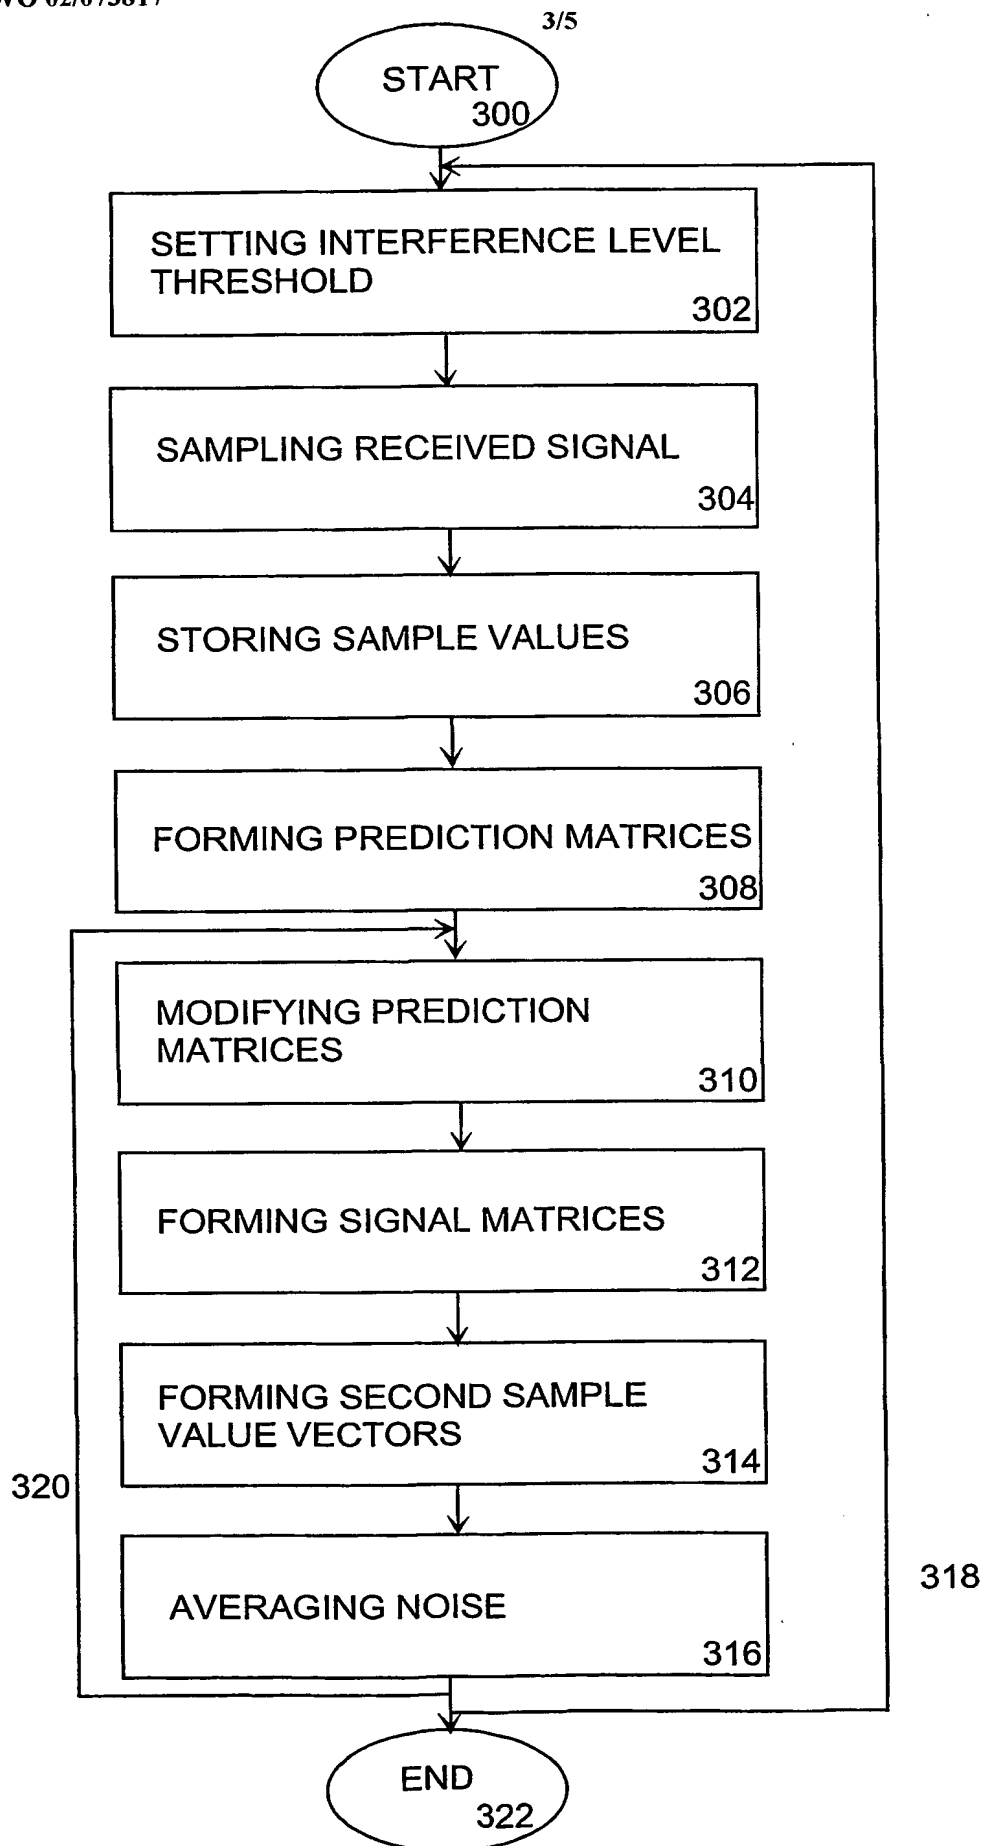 3/5
START
300
SETTING INTERFERENCE LEVEL
THRESHOLD
302
SAMPLING RECEIVED SIGNAL
304
STORING SAMPLE VALUES
306
FORMING PREDICTION MATRICES
308
MODIFYING PREDICTION
MATRICES
310
FORMING SIGNAL MATRICES
312
FORMING SECOND SAMPLE
VALUE VECTORS
314
320
AVERAGING NOISE
316
318
END
322